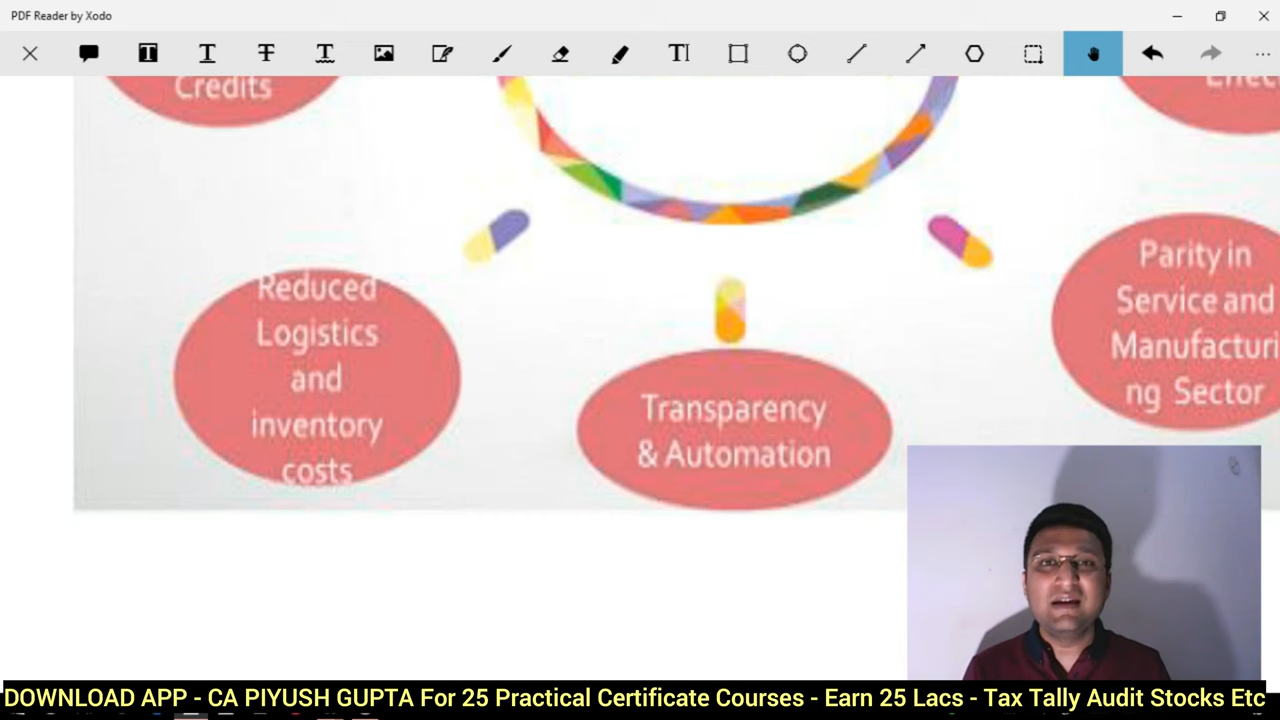 PDF Reader by Xodo
Credits
Reduced
Logistics
and
inventory
costs
Transparency
& Automation
Parity in
Service and
Manufacturi
ng Sector
DOWNLOAD APP - CA PIYUSH GUPTA For 25 Practical Certificate Courses - Earn 25 Lacs - Tax Tally Audit Stocks Etc